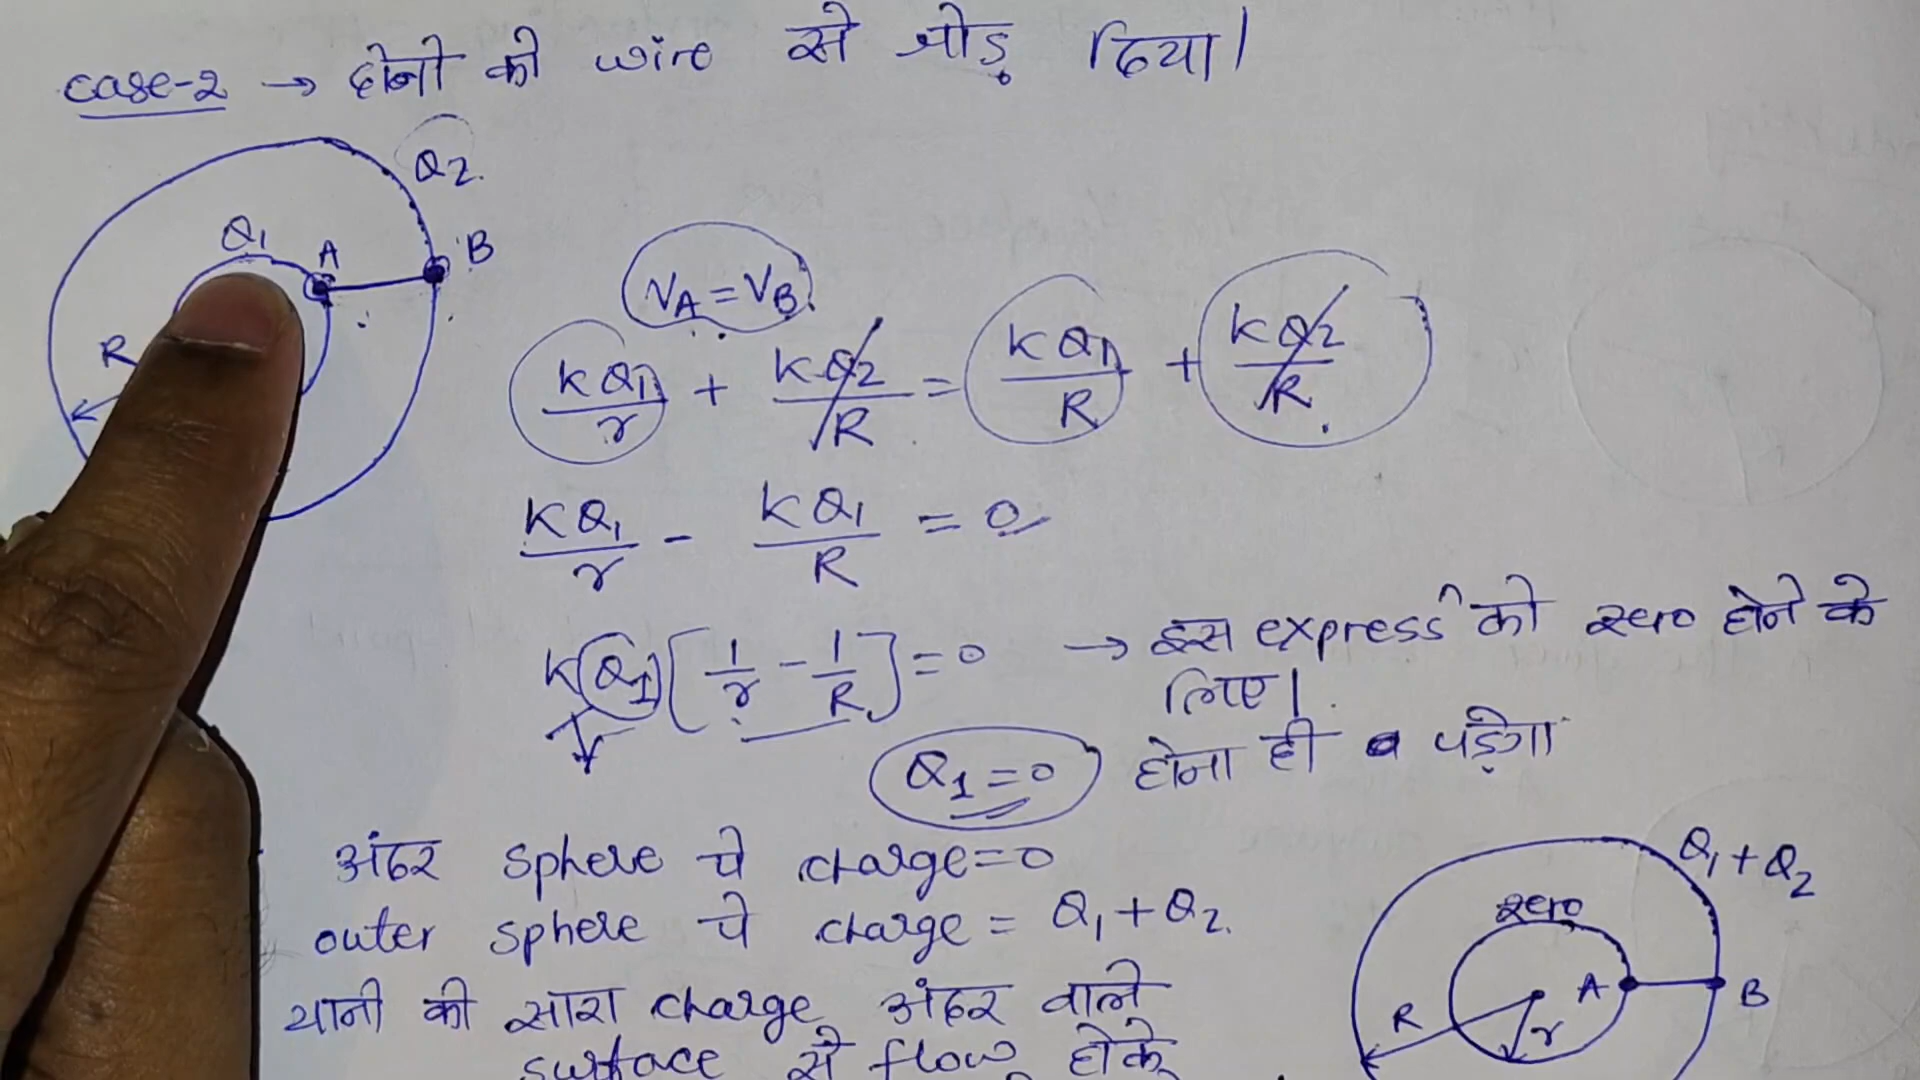 case-2 → दोनो को wire से जोड़ दिया।
Q2
Q1 A B
R
VA = VB
KQ1/r + KQ2/R = KQ1/R + KQ2/R
KQ1/r - KQ1/R = 0
KQ1 [1/r - 1/R] = 0 → इस expressⁿ को zero होने के
लिए।
Q1 = 0 होना ही पड़ेगा
अंदर sphere पे charge = 0
outer sphere पे charge = Q1 + Q2.
यानी की सारा charge अंदर वाले
surface से flow होके
Q1 + Q2
zero
A B
R r